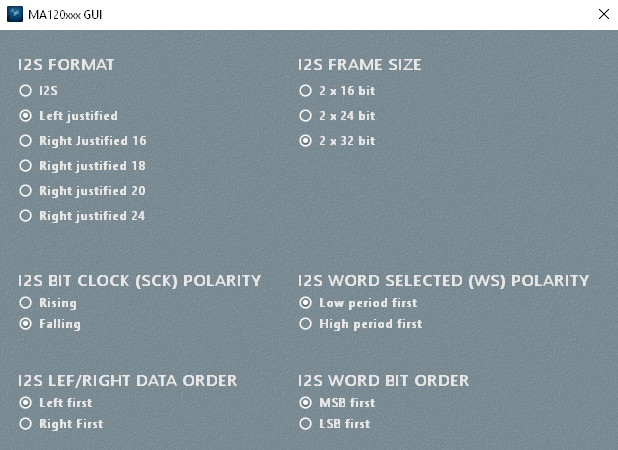 MA120xxx GUI
I2S FORMAT
I2S
Left justified
Right Justified 16
Right justified 18
Right justified 20
Right justified 24
I2S FRAME SIZE
2 x 16 bit
2 x 24 bit
2 x 32 bit
I2S BIT CLOCK (SCK) POLARITY
Rising
Falling
I2S WORD SELECTED (WS) POLARITY
Low period first
High period first
I2S LEF/RIGHT DATA ORDER
Left first
Right First
I2S WORD BIT ORDER
MSB first
LSB first